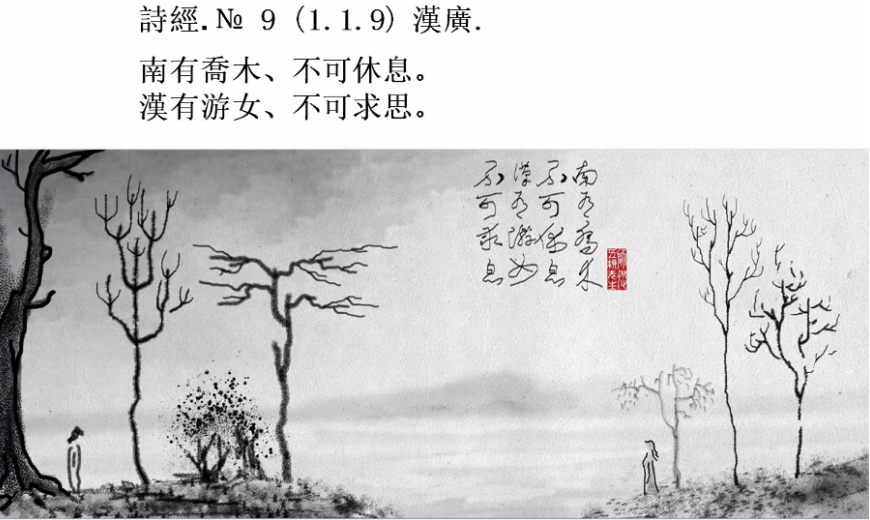 詩經.№ 9 (1.1.9) 漢廣.
南有喬木、不可休息。
漢有游女、不可求思。
南有喬木
不可休息
漢有游女
不可求息